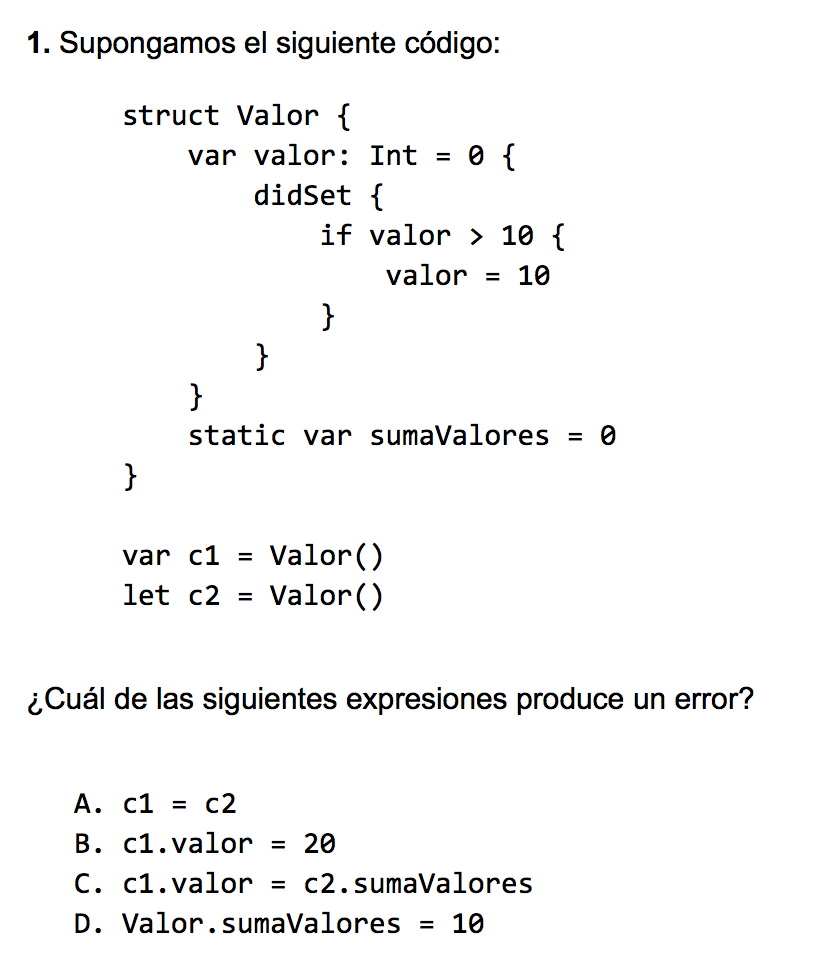 1. Supongamos el siguiente código:
struct Valor {
    var valor: Int = 0 {
        didSet {
            if valor > 10 {
                valor = 10
            }
        }
    }
    static var sumaValores = 0
}
var c1 = Valor()
let c2 = Valor()
¿Cuál de las siguientes expresiones produce un error?
A. c1 = c2
B. c1.valor = 20
C. c1.valor = c2.sumaValores
D. Valor.sumaValores = 10